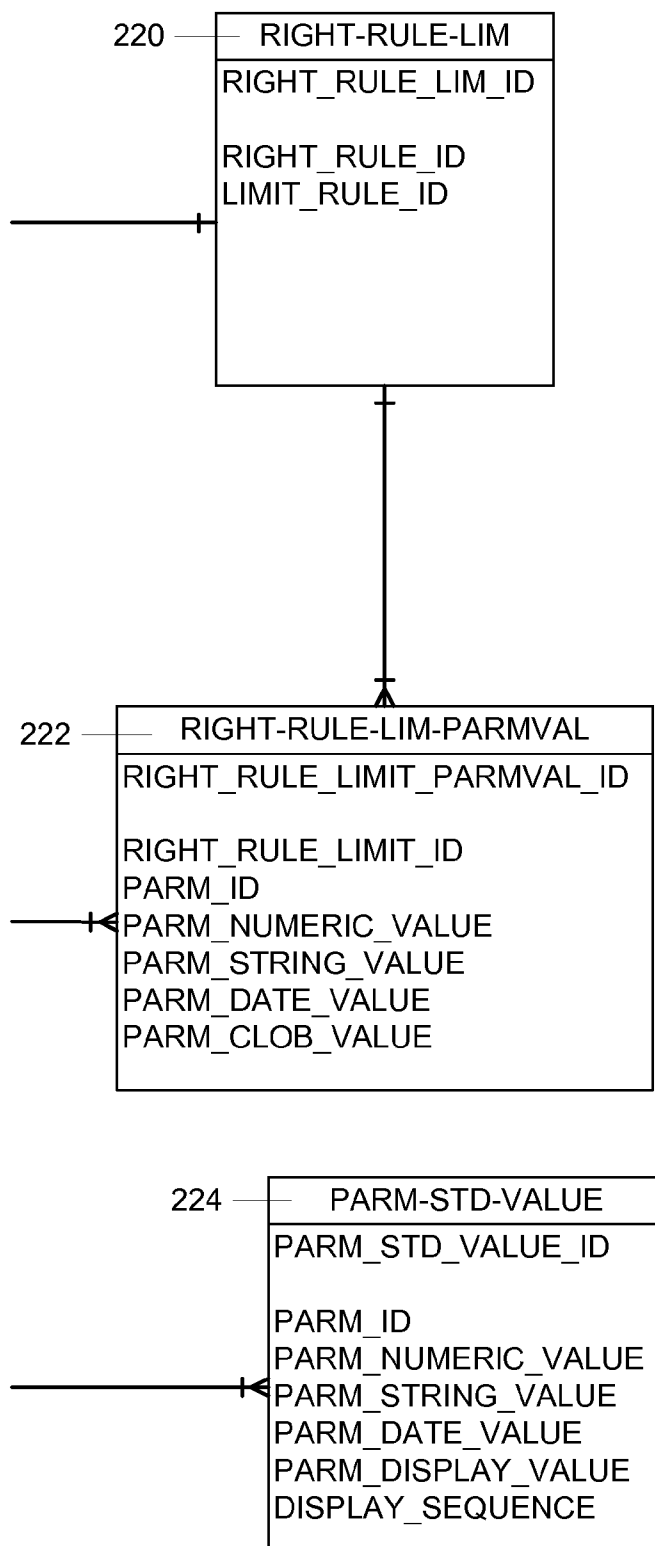 220 RIGHT-RULE-LIM
RIGHT_RULE_LIM_ID
RIGHT_RULE_ID
LIMIT_RULE_ID
222 RIGHT-RULE-LIM-PARMVAL
RIGHT_RULE_LIMIT_PARMVAL_ID
RIGHT_RULE_LIMIT_ID
PARM_ID
PARM_NUMERIC_VALUE
PARM_STRING_VALUE
PARM_DATE_VALUE
PARM_CLOB_VALUE
224 PARM-STD-VALUE
PARM_STD_VALUE_ID
PARM_ID
PARM_NUMERIC_VALUE
PARM_STRING_VALUE
PARM_DATE_VALUE
PARM_DISPLAY_VALUE
DISPLAY_SEQUENCE